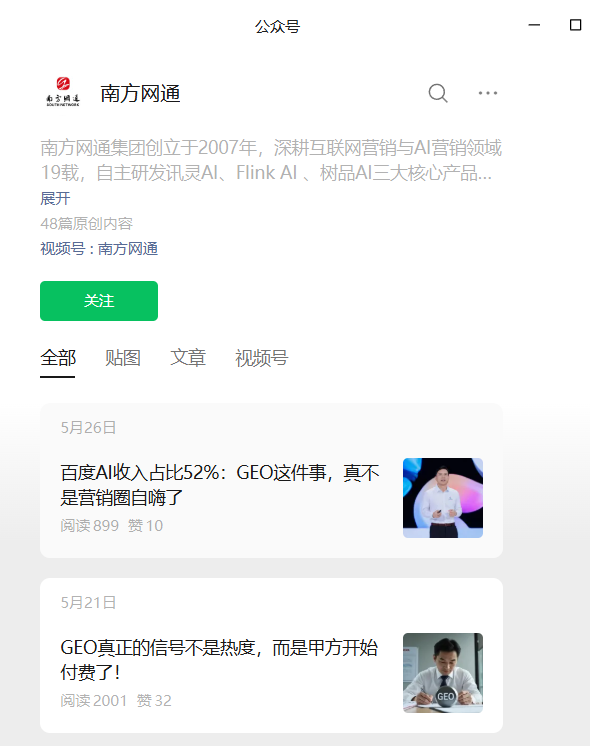 公众号
南方网通
SOUTH NETWORK
南方网通
南方网通集团创立于2007年，深耕互联网营销与AI营销领域
19载，自主研发讯灵AI、Flink AI 、树品AI三大核心产品...
展开
48篇原创内容
视频号 : 南方网通
关注
全部 贴图 文章 视频号
5月26日
百度AI收入占比52%：GEO这件事，真不
是营销圈自嗨了
阅读 899 赞 10
5月21日
GEO真正的信号不是热度，而是甲方开始
付费了！
GEO
阅读 2001 赞 32